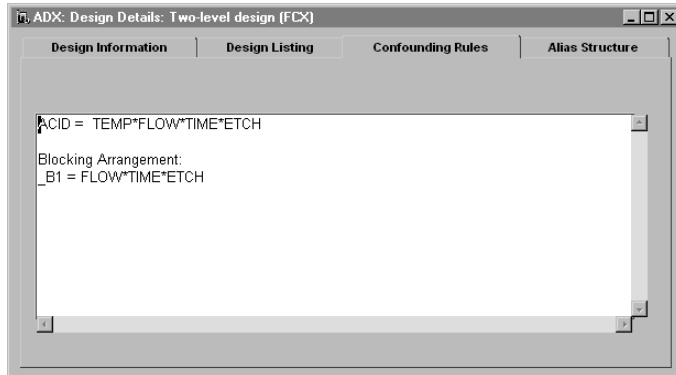 ADX: Design Details: Two-level design (FCX)
Design Information Design Listing Confounding Rules Alias Structure
ACID = TEMP*FLOW*TIME*ETCH
Blocking Arrangement:
_B1 = FLOW*TIME*ETCH